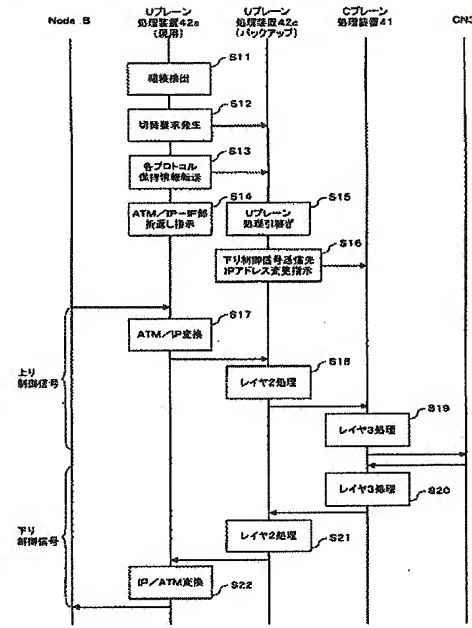 Node B
Uプレーン
処理装置42a
(現用)
Uプレーン
処理装置42c
(バックアップ)
Cプレーン
処理装置41
CN3
S11
輻輳検出
S12
切替要求発生
S13
各プロトコル
保持情報転送
S14
ATM/IP-IF部
折返し指示
S15
Uプレーン
処理引継ぎ
S16
下り制御信号送信先
IPアドレス変更指示
S17
ATM/IP変換
S18
レイヤ2処理
上り
制御信号
S19
レイヤ3処理
レイヤ3処理
S20
下り
制御信号
レイヤ2処理
S21
IP/ATM変換
S22